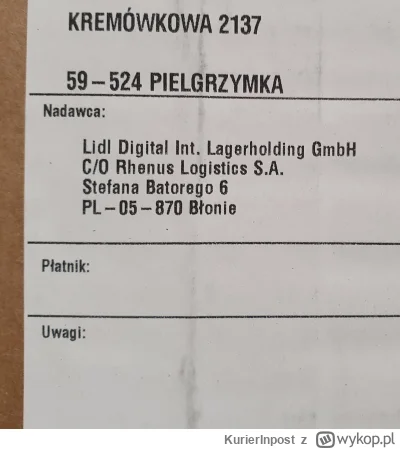 KREMÓWKOWA 2137
59-524 PIELGRZYMKA
Nadawca:
Lidl Digital Int. Lagerholding GmbH
C/O Rhenus Logistics S.A.
Stefana Batorego 6
PL-05-870 Błonie
Płatnik:
Uwagi:
KurierInpost z wykop.pl